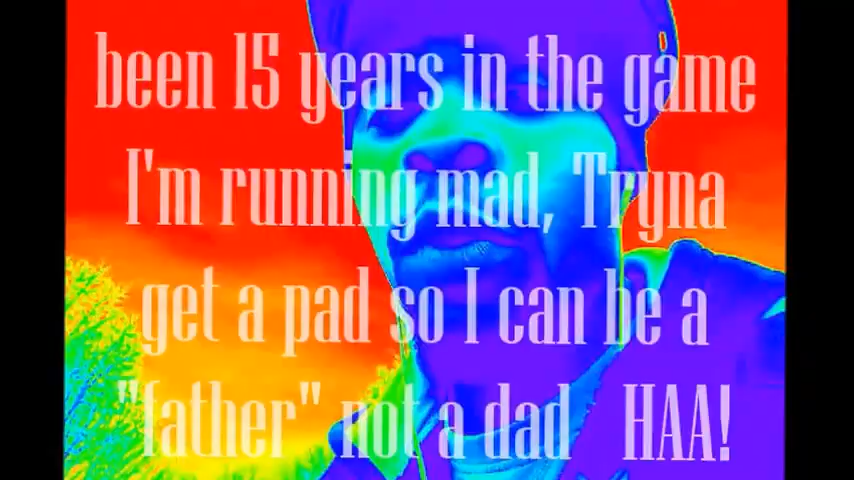 been 15 years in the game
I'm running mad, Tryna
get a pad so I can be a
"father" not a dad HAA!